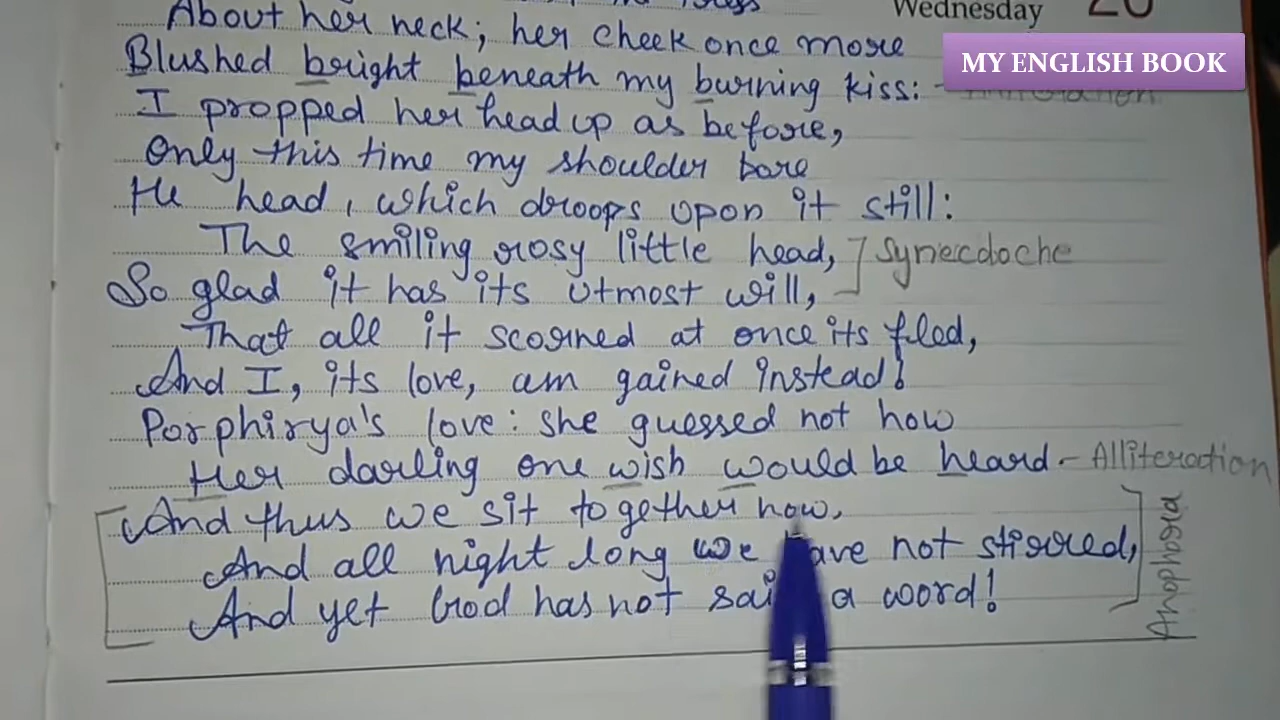 Wednesday 20
About her neck; her cheek once more
MY ENGLISH BOOK
Blushed bright beneath my burning kiss: -
I propped her head up as before,
Only this time my shoulder bore
He head, which droops upon it still:
The smiling rosy little head, ] Synecdoche
So glad it has its utmost will,
That all it scorned at once its fled,
And I, its love, am gained instead!
Porphirya's love: she guessed not how
Her darling one wish would be heard - Alliteration
And thus we sit together now,
And all night long we have not stirred,
And yet God has not said a word!
Anaphora